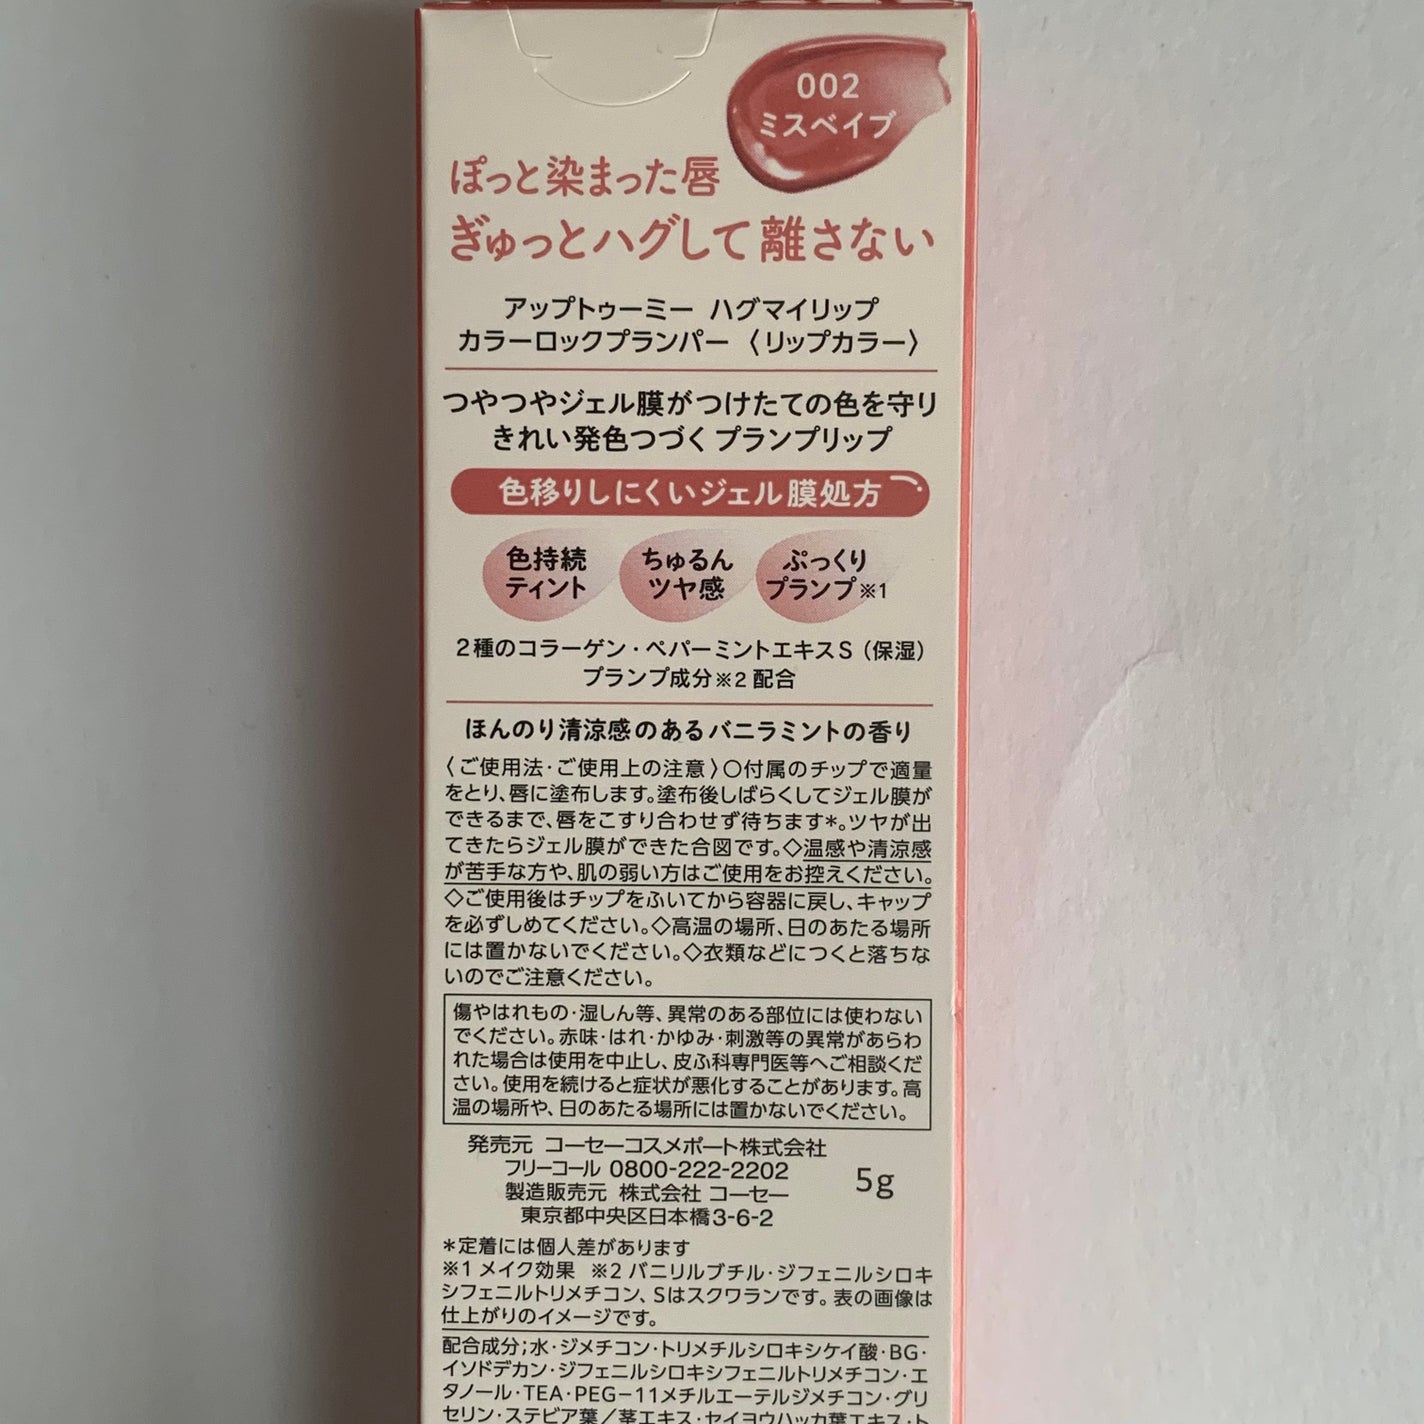 002
ミスベイブ
ぽっと染まった唇
ぎゅっとハグして離さない
アップトゥーミー ハグマイリップ
カラーロックプランパー 〈リップカラー〉
つやつやジェル膜がつけたての色を守り
きれい発色つづく プランプリップ
色移りしにくいジェル膜処方
色持続
ティント
ちゅるん
ツヤ感
ぷっくり
プランプ※1
2種のコラーゲン・ペパーミントエキスS（保湿）
プランプ成分※2配合
ほんのり清涼感のあるバニラミントの香り
〈ご使用法・ご使用上の注意〉○付属のチップで適量
をとり、唇に塗布します。塗布後しばらくしてジェル膜が
できるまで、唇をこすり合わせず待ちます＊。ツヤが出
てきたらジェル膜ができた合図です。◇温感や清涼感
が苦手な方や、肌の弱い方はご使用をお控えください。
◇ご使用後はチップをふいてから容器に戻し、キャップ
を必ずしめてください。◇高温の場所、日のあたる場所
には置かないでください。◇衣類などにつくと落ちな
いのでご注意ください。
傷やはれもの・湿しん等、異常のある部位には使わない
でください。赤味・はれ・かゆみ・刺激等の異常があらわ
れた場合は使用を中止し、皮ふ科専門医等へご相談くだ
さい。使用を続けると症状が悪化することがあります。高
温の場所や、日のあたる場所には置かないでください。
発売元 コーセーコスメポート株式会社
フリーコール 0800-222-2202
製造販売元 株式会社 コーセー
東京都中央区日本橋3-6-2
5g
＊定着には個人差があります
※1 メイク効果 ※2 バニリルブチル・ジフェニルシロキ
シフェニルトリメチコン、Sはスクワランです。表の画像は
仕上がりのイメージです。
配合成分；水・ジメチコン・トリメチルシロキシケイ酸・BG・
イソドデカン・ジフェニルシロキシフェニルトリメチコン・エ
タノール・TEA・PEG－11メチルエーテルジメチコン・グリ
セリン・ステビア葉／茎エキス・セイヨウハッカ葉エキス・ト